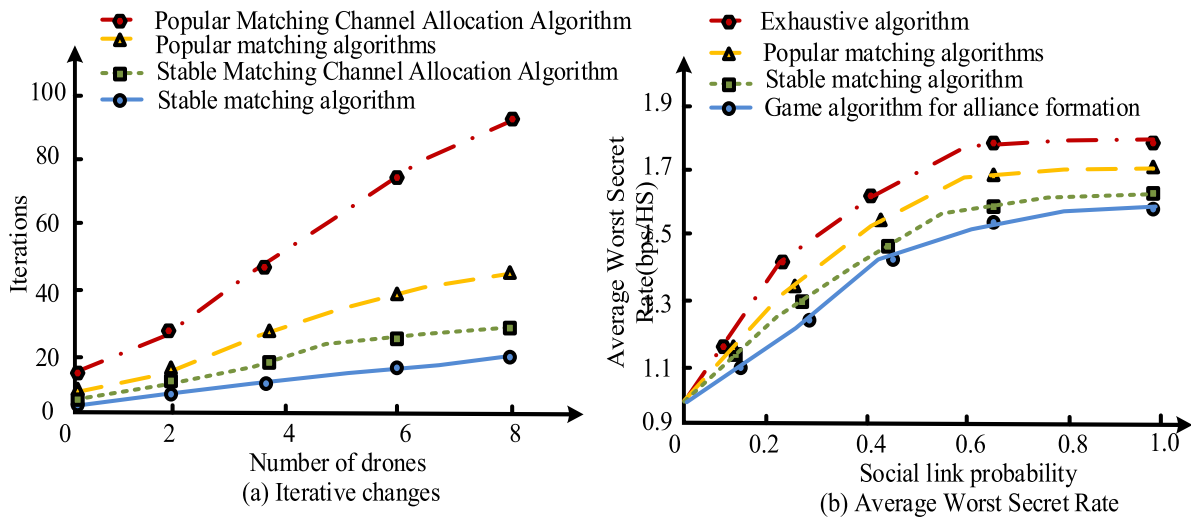 Popular Matching Channel Allocation Algorithm
Popular matching algorithms
Stable Matching Channel Allocation Algorithm
Stable matching algorithm
Iterations
100
80
60
40
20
0
0 2 4 6 8
Number of drones
(a) Iterative changes
Exhaustive algorithm
Popular matching algorithms
Stable matching algorithm
Game algorithm for alliance formation
Average Worst Secret
Rate(bps/HS)
1.9
1.7
1.5
1.3
1.1
0.9
0 0.2 0.4 0.6 0.8 1.0
Social link probability
(b) Average Worst Secret Rate